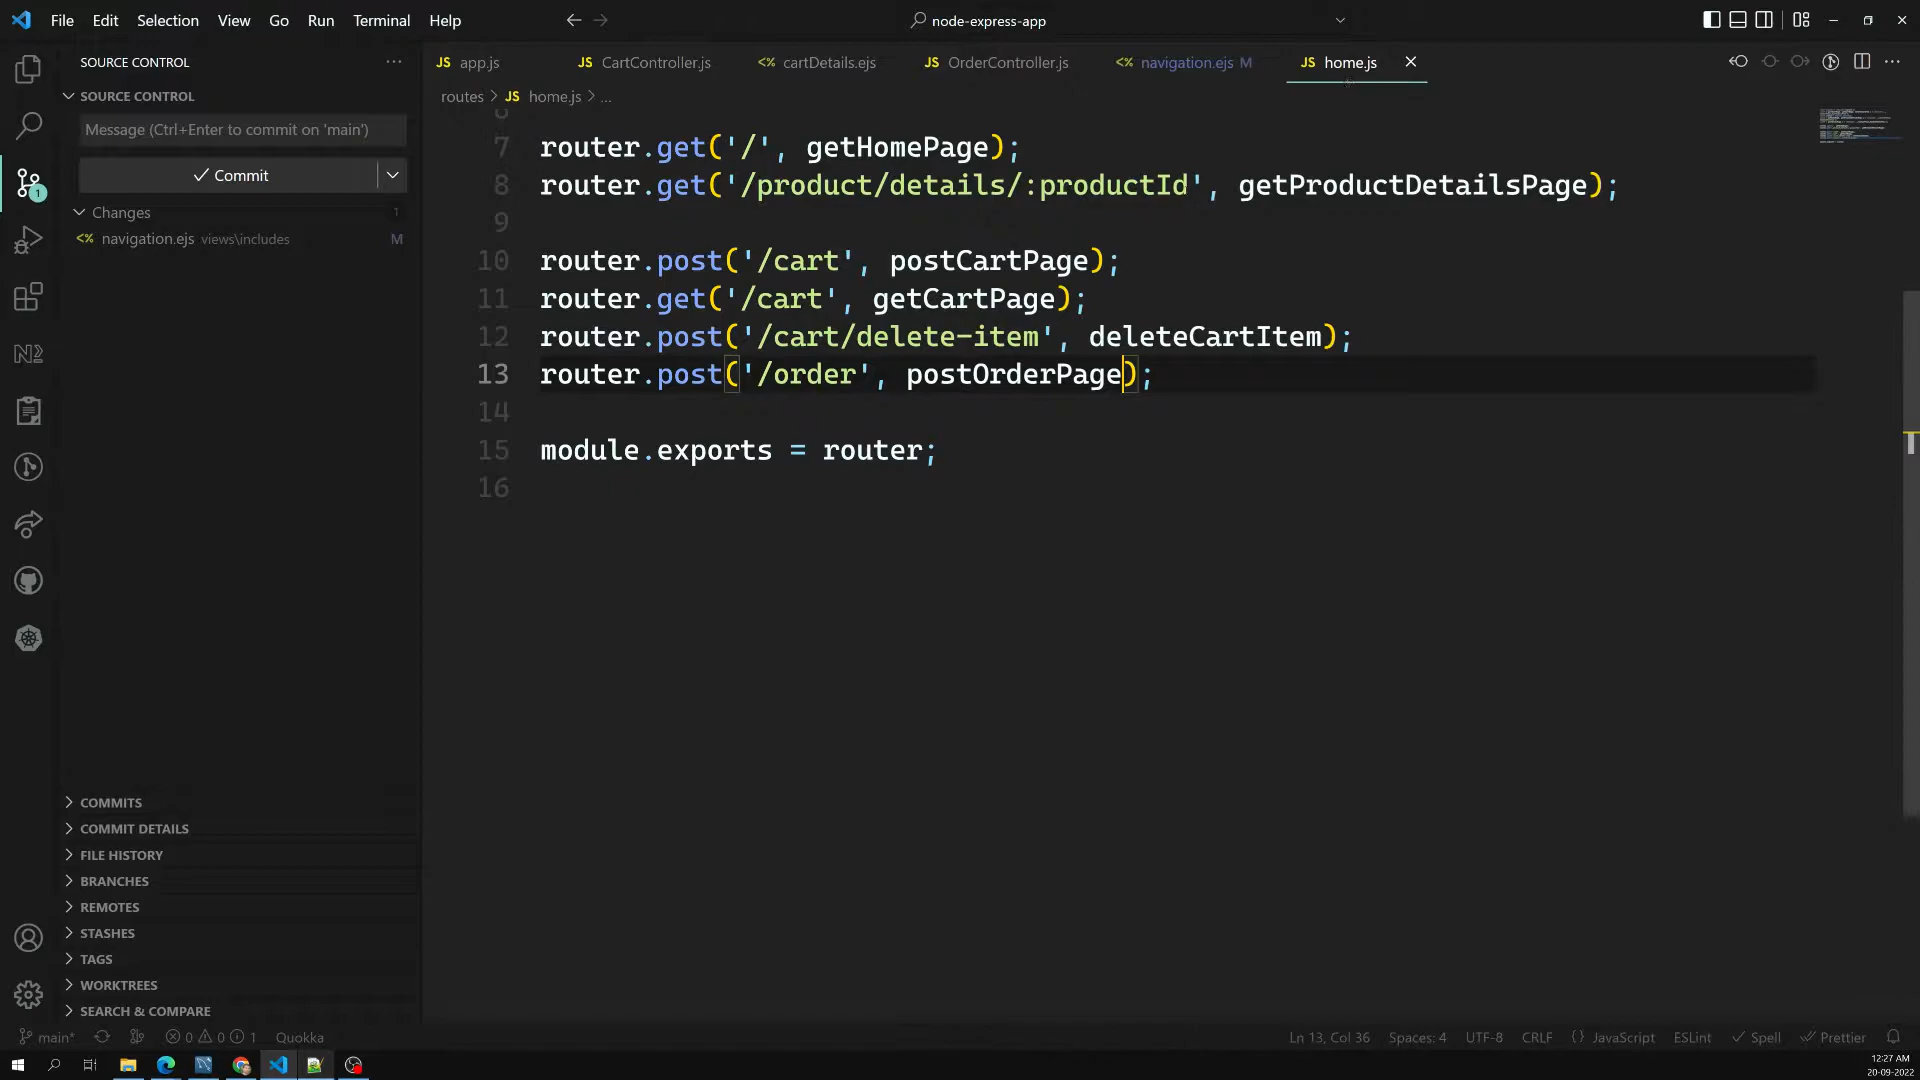 File Edit Selection View Go Run Terminal Help node-express-app
SOURCE CONTROL
JS app.js JS CartController.js <% cartDetails.ejs JS OrderController.js <% navigation.ejs M JS home.js
SOURCE CONTROL
routes > JS home.js > ...
Message (Ctrl+Enter to commit on 'main')
Commit
Changes 1
<% navigation.ejs views\includes M
1
7 router.get('/', getHomePage);
8 router.get('/product/details/:productId', getProductDetailsPage);
9
10 router.post('/cart', postCartPage);
11 router.get('/cart', getCartPage);
12 router.post('/cart/delete-item', deleteCartItem);
13 router.post('/order', postOrderPage);
14
15 module.exports = router;
16
COMMITS
COMMIT DETAILS
FILE HISTORY
BRANCHES
REMOTES
STASHES
TAGS
WORKTREES
SEARCH & COMPARE
main* 0 0 1 Quokka Ln 13, Col 36 Spaces: 4 UTF-8 CRLF {} JavaScript ESLint Spell Prettier
12:27 AM
20-09-2022